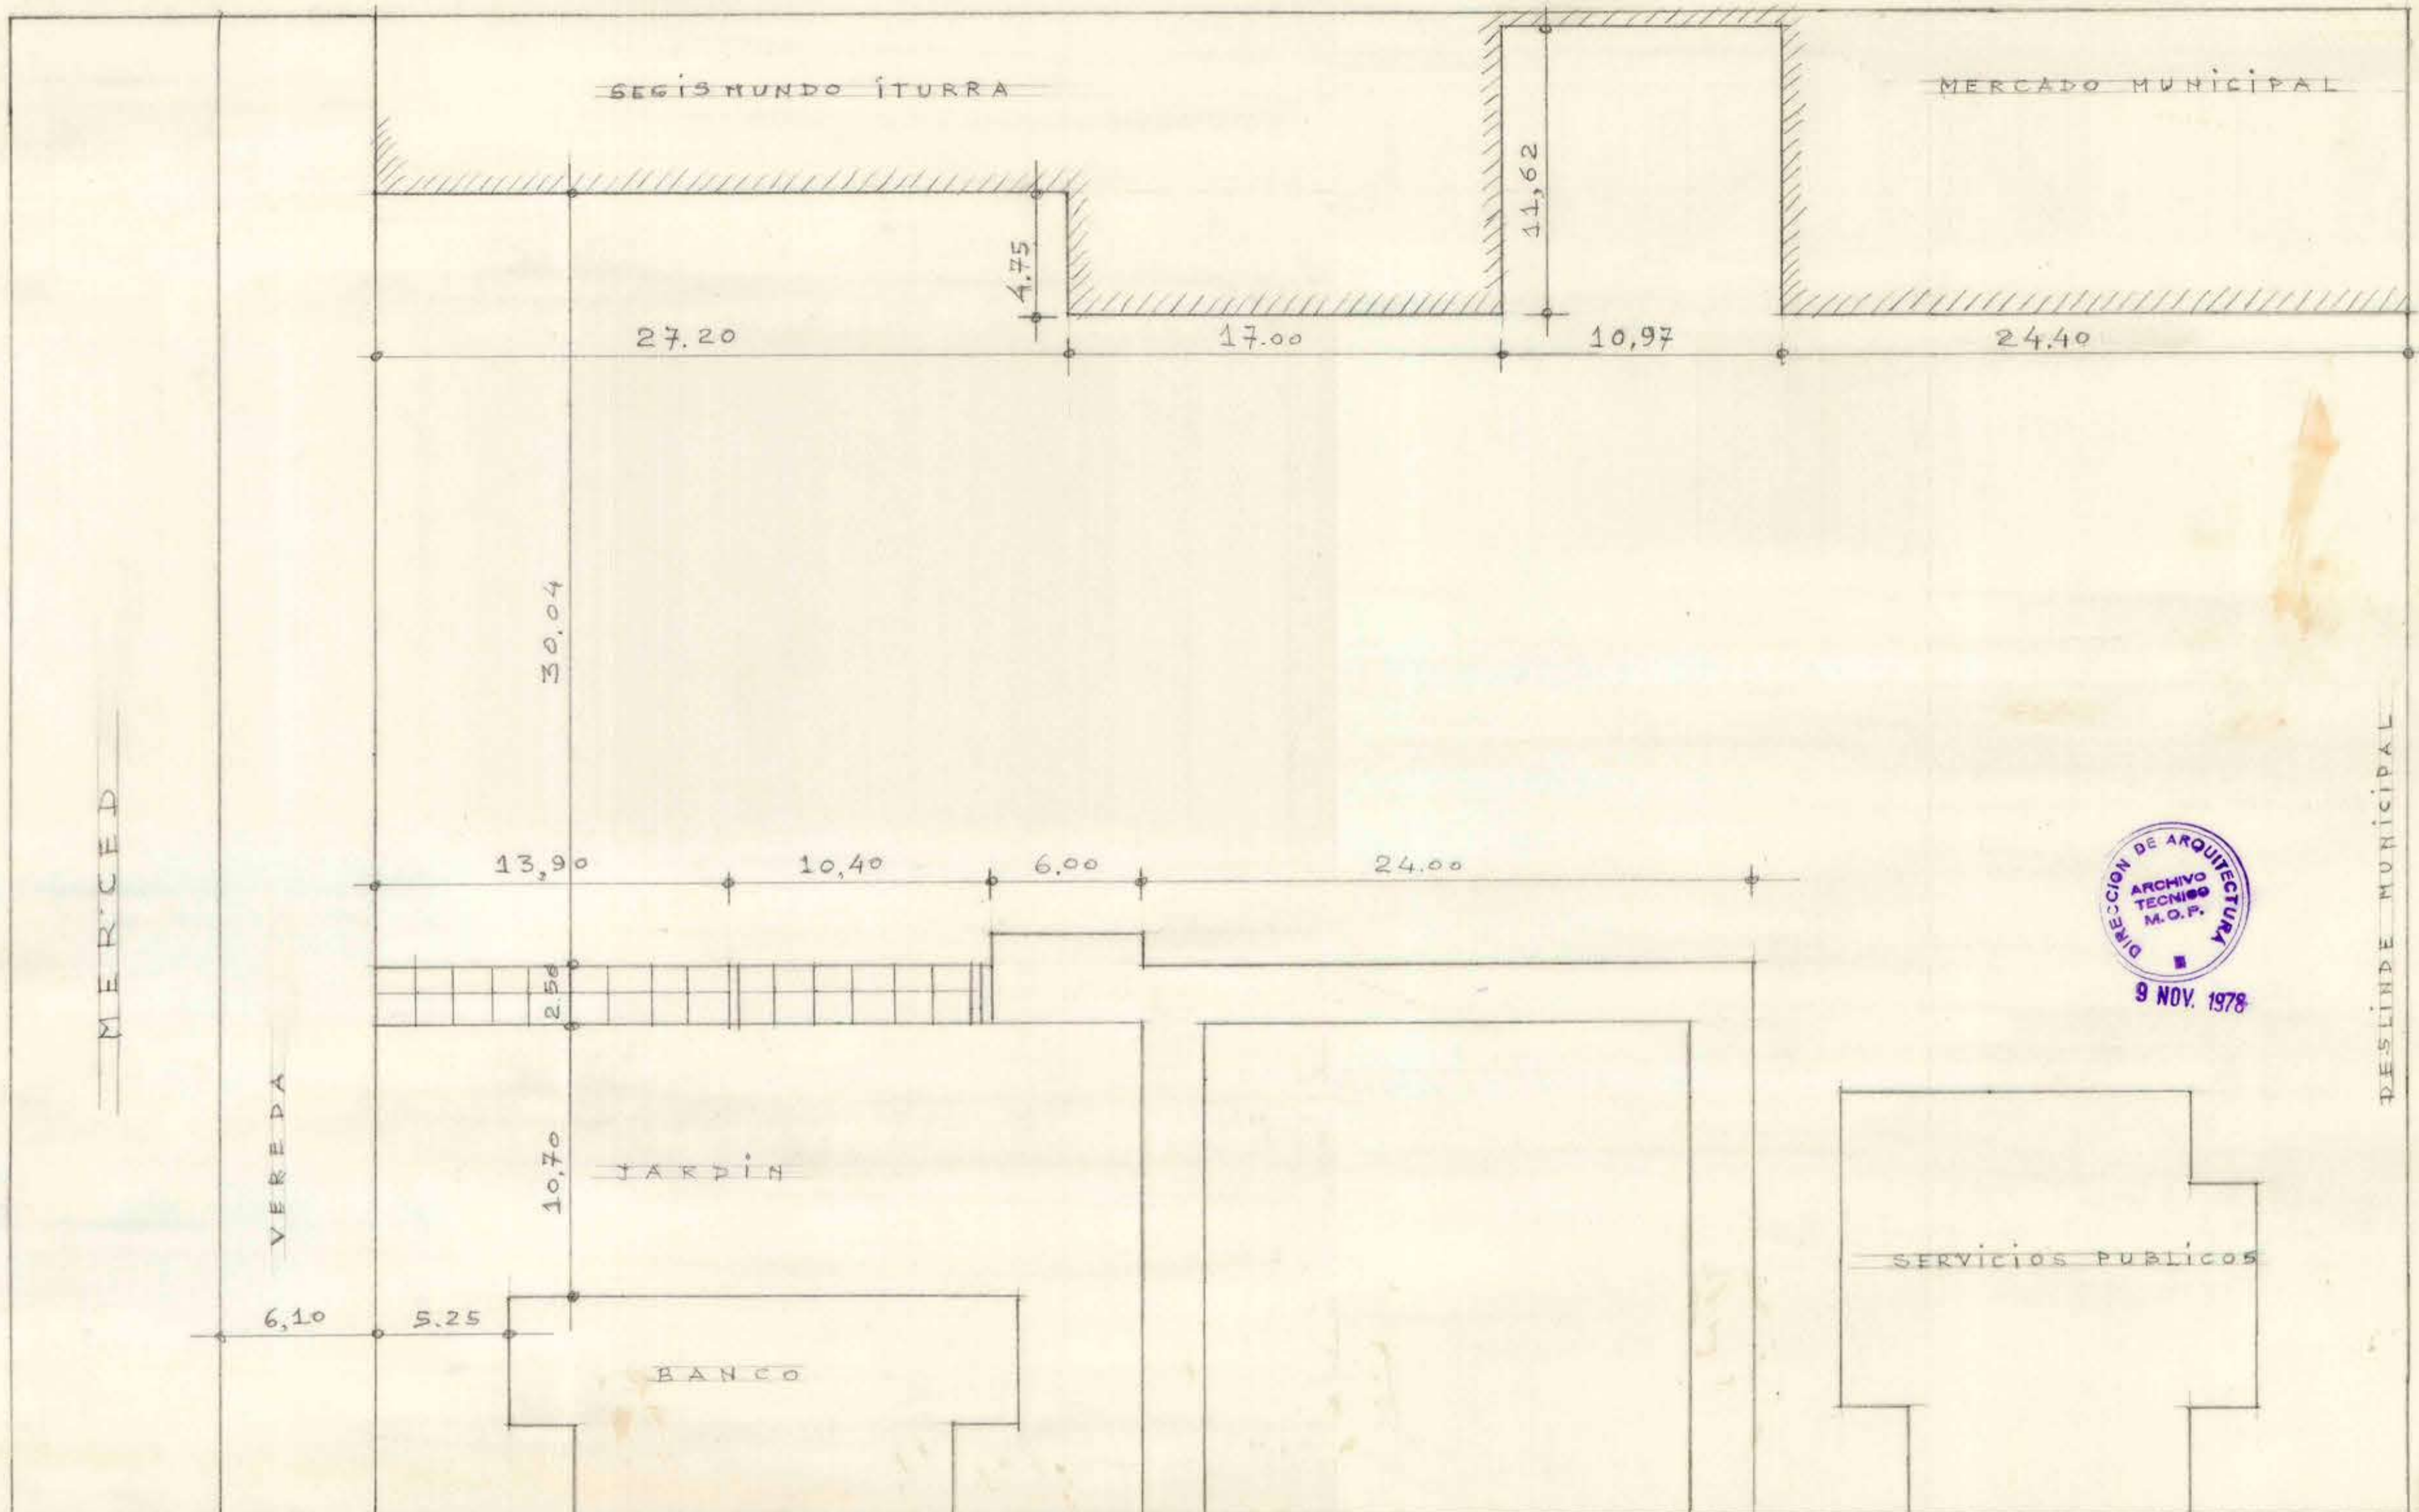 SEGISMUNDO ITURRA
MERCADO MUNICIPAL
11,62
4.75
27.20
17.00
10,97
24.40
30,04
MERCED
13,90
10,40
6,00
24.00
DIRECCION DE ARQUITECTURA
ARCHIVO
TECNICO
M.O.P.
9 NOV. 1978
DESLINDE MUNICIPAL
2.50
VEREDA
10,70
JARDIN
SERVICIOS PUBLICOS
6,10
5.25
BANCO